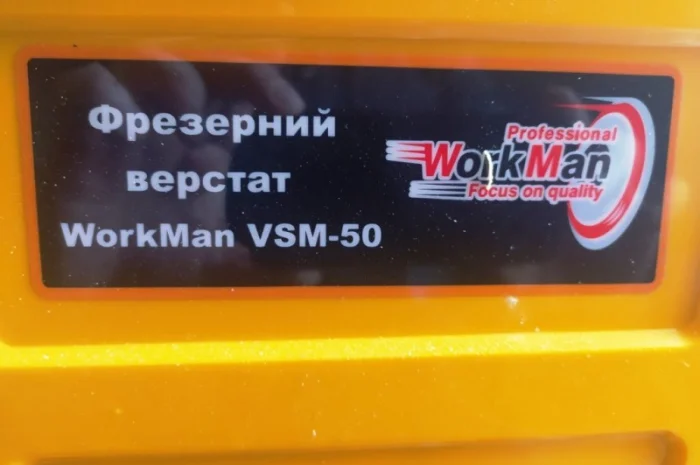 Фрезерний
верстат
WorkMan VSM-50
Professional
WorkMan
Focus on quality